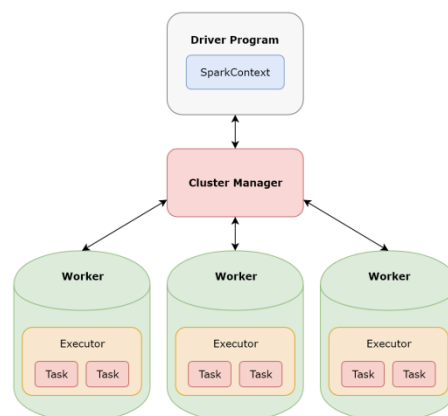 Driver Program
SparkContext
Cluster Manager
Worker Worker Worker
Executor Executor Executor
Task Task Task Task Task Task